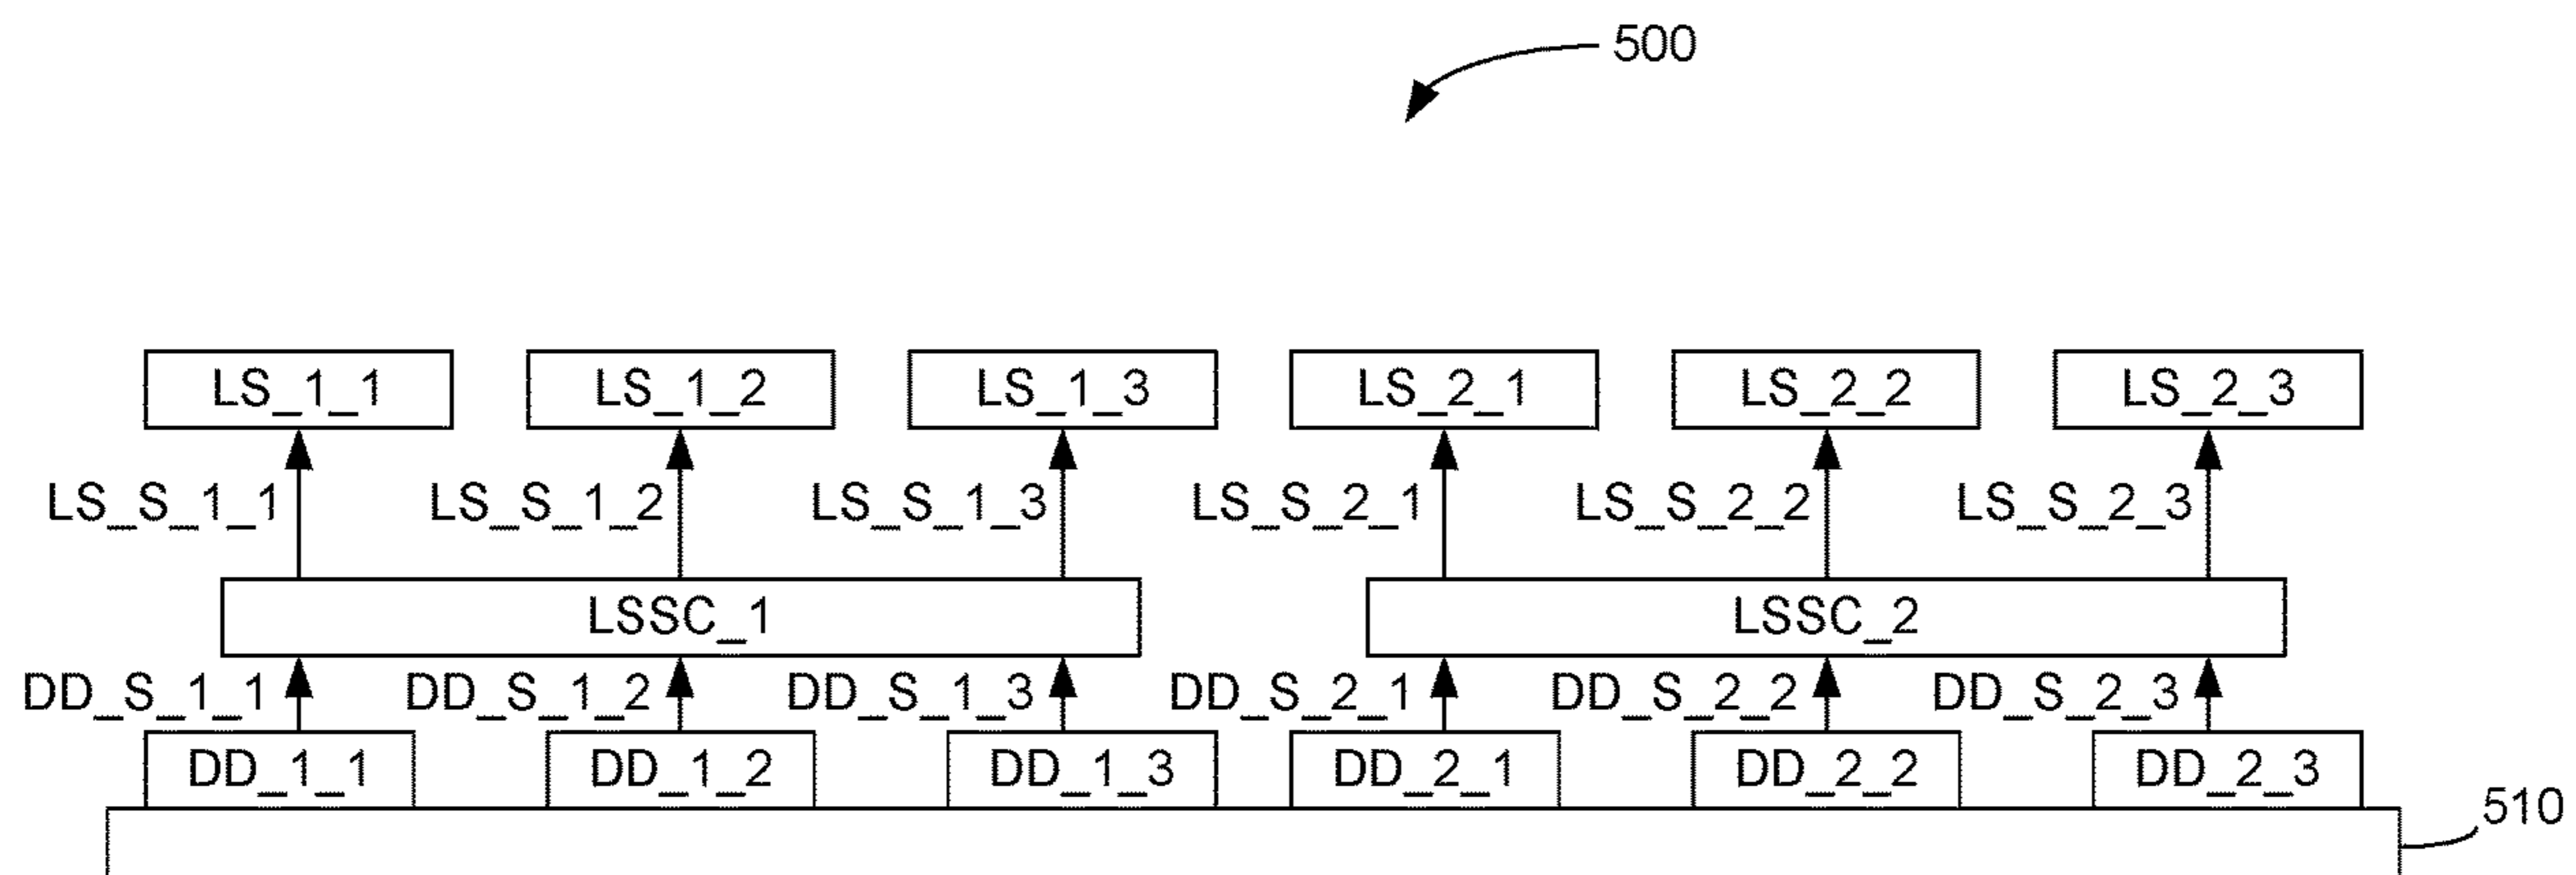 500
LS_1_1 LS_1_2 LS_1_3 LS_2_1 LS_2_2 LS_2_3
LS_S_1_1 LS_S_1_2 LS_S_1_3 LS_S_2_1 LS_S_2_2 LS_S_2_3
LSSC_1 LSSC_2
DD_S_1_1 DD_S_1_2 DD_S_1_3 DD_S_2_1 DD_S_2_2 DD_S_2_3
DD_1_1 DD_1_2 DD_1_3 DD_2_1 DD_2_2 DD_2_3
510